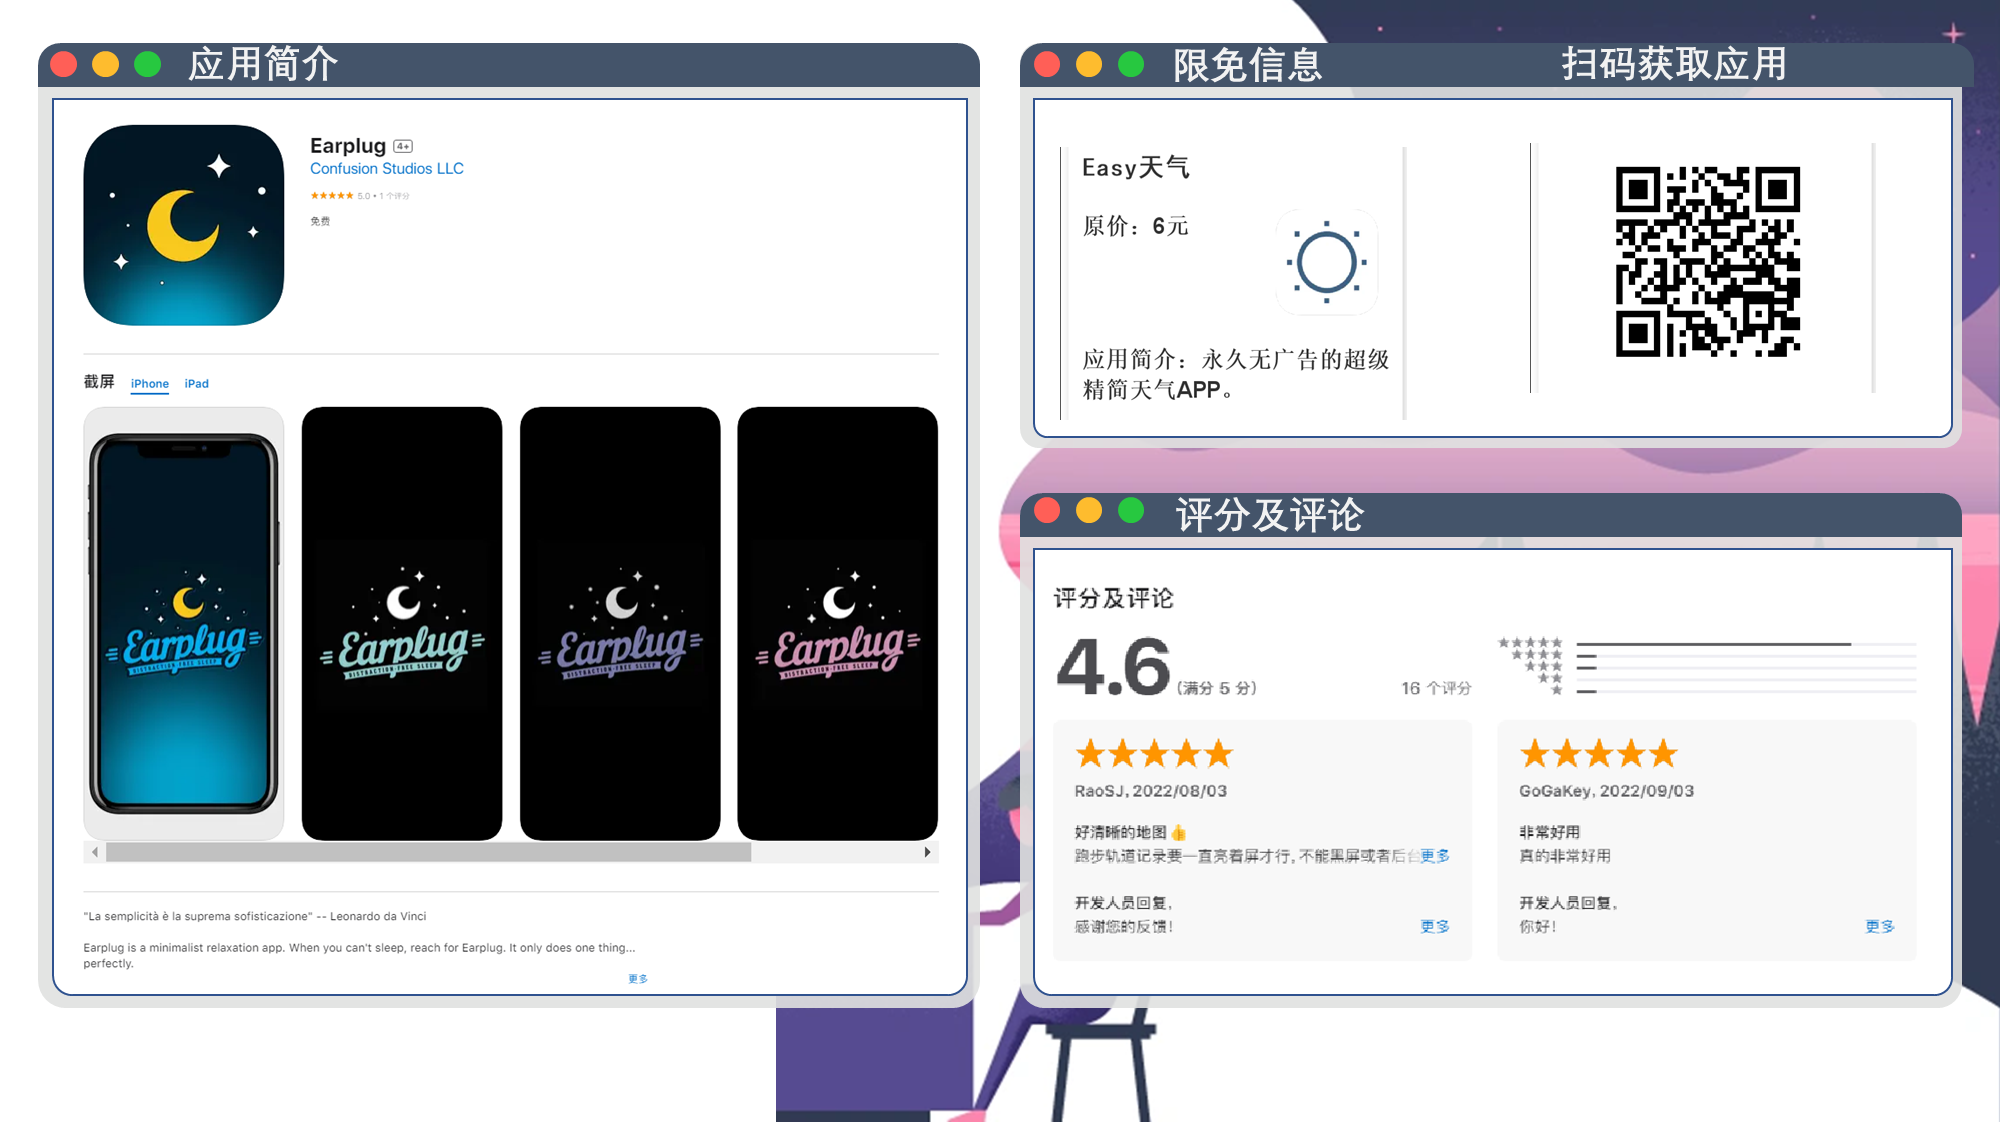 应用简介
Earplug 4+
Confusion Studios LLC
★★★★★ 5.0 • 1 个评分
免费
截屏 iPhone iPad
Earplug
DISTRACTION-FREE SLEEP
Earplug
DISTRACTION-FREE SLEEP
Earplug
DISTRACTION-FREE SLEEP
Earplug
DISTRACTION-FREE SLEEP
"La semplicità è la suprema sofisticazione" -- Leonardo da Vinci
Earplug is a minimalist relaxation app. When you can't sleep, reach for Earplug. It only does one thing...
perfectly.
更多
限免信息 扫码获取应用
Easy天气
原价：6元
应用简介：永久无广告的超级
精简天气APP。
评分及评论
评分及评论
4.6 (满分 5 分) 16 个评分
★★★★★
RaoSJ, 2022/08/03
好清晰的地图👍
跑步轨道记录要一直亮着屏才行, 不能黑屏或者后台更多
开发人员回复,
感谢您的反馈! 更多
★★★★★
GoGaKey, 2022/09/03
非常好用
真的非常好用
开发人员回复,
你好! 更多